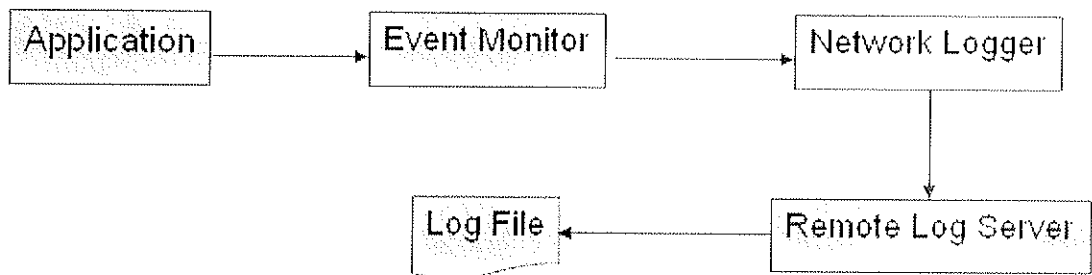 Application
Event Monitor
Network Logger
Log File
Remote Log Server